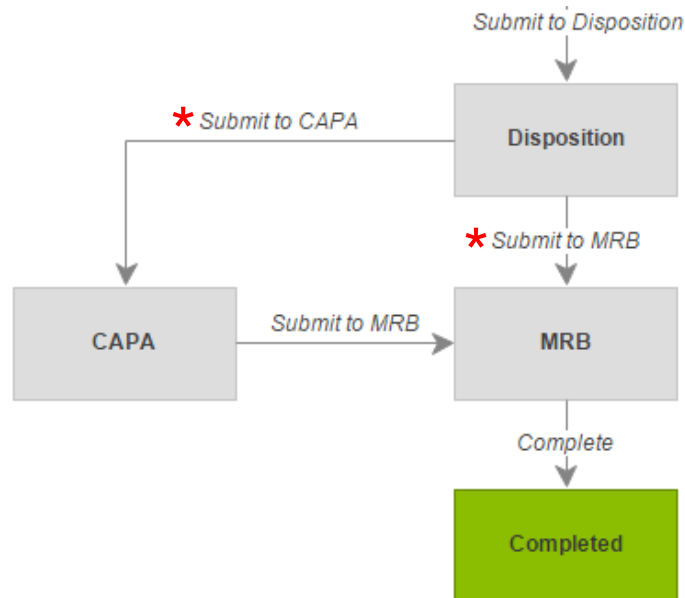 Submit to Disposition
Disposition
* Submit to CAPA
* Submit to MRB
CAPA
Submit to MRB
MRB
Complete
Completed